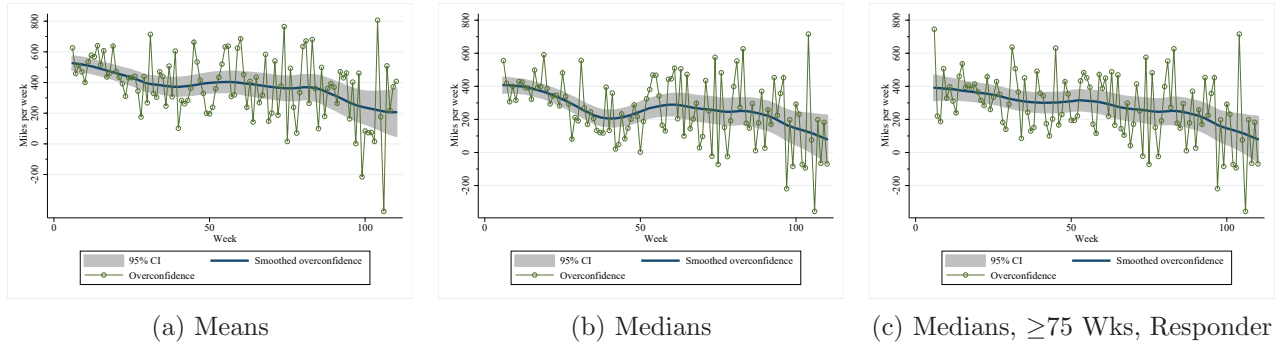 800
600
400
200
0
-200
Miles per week
0 50 100
Week
95% CI Smoothed overconfidence
Overconfidence
(a) Means
800
600
400
200
0
-200
Miles per week
0 50 100
Week
95% CI Smoothed overconfidence
Overconfidence
(b) Medians
800
600
400
200
0
-200
Miles per week
0 50 100
Week
95% CI Smoothed overconfidence
Overconfidence
(c) Medians, ≥75 Wks, Responder